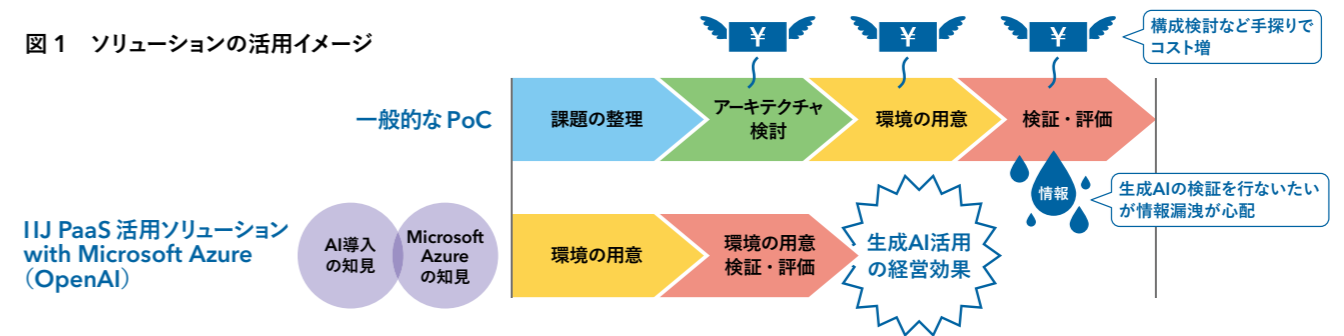 図1 ソリューションの活用イメージ
¥
¥
¥
構成検討など手探りで
コスト増
一般的なPoC
課題の整理
アーキテクチャ
検討
環境の用意
検証・評価
情報
生成AIの検証を行ないたい
が情報漏洩が心配
IIJ PaaS 活用ソリューション
with Microsoft Azure
(OpenAI)
AI導入
の知見
Microsoft
Azure
の知見
環境の用意
環境の用意
検証・評価
生成AI活用
の経営効果